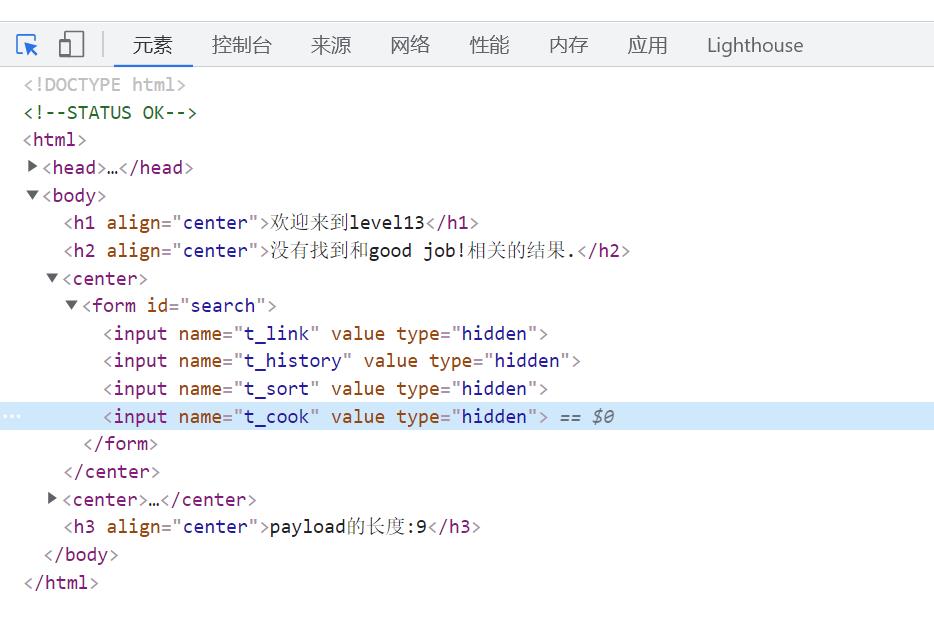 元素 控制台 来源 网络 性能 内存 应用 Lighthouse
<!DOCTYPE html>
<!--STATUS OK-->
<html>
<head>…</head>
<body>
<h1 align="center">欢迎来到level13</h1>
<h2 align="center">没有找到和good job!相关的结果.</h2>
<center>
<form id="search">
<input name="t_link" value type="hidden">
<input name="t_history" value type="hidden">
<input name="t_sort" value type="hidden">
<input name="t_cook" value type="hidden"> == $0
</form>
</center>
<center>…</center>
<h3 align="center">payload的长度:9</h3>
</body>
</html>